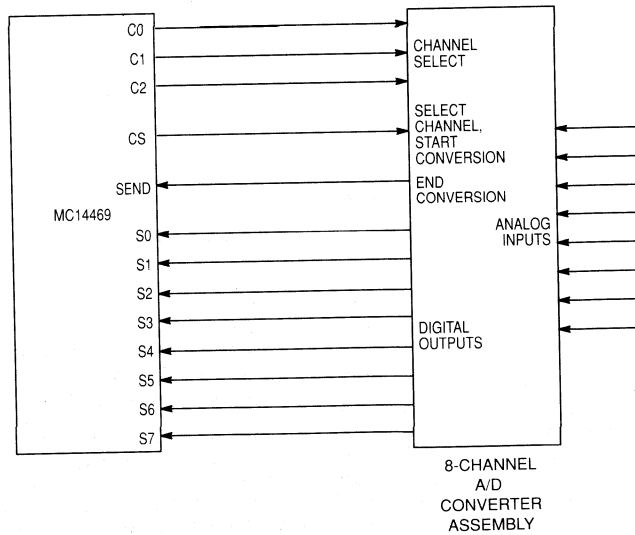 C0
C1
C2
CS
SEND
MC14469
S0
S1
S2
S3
S4
S5
S6
S7
CHANNEL
SELECT
SELECT
CHANNEL,
START
CONVERSION
END
CONVERSION
ANALOG
INPUTS
DIGITAL
OUTPUTS
8-CHANNEL
A/D
CONVERTER
ASSEMBLY